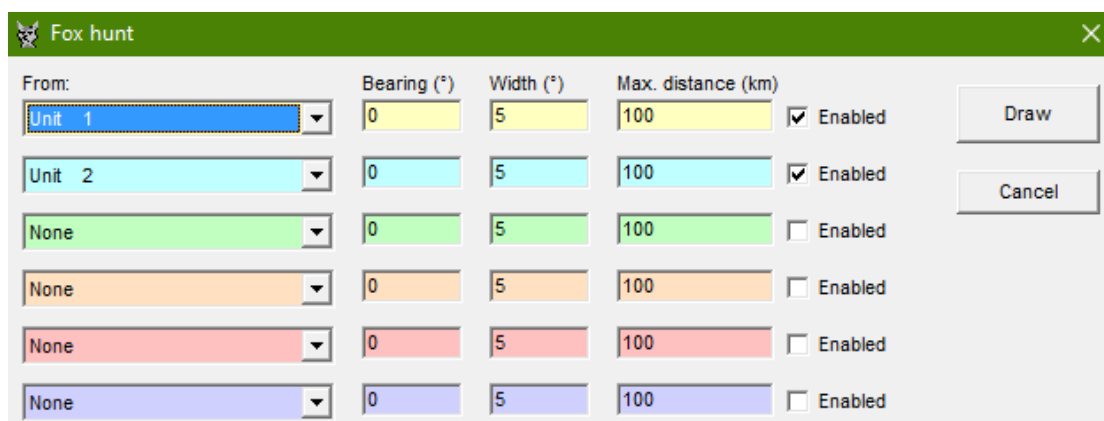 Fox hunt
From: Bearing (°) Width (°) Max. distance (km)
Unit 1 0 5 100 Enabled Draw
Unit 2 0 5 100 Enabled Cancel
None 0 5 100 Enabled
None 0 5 100 Enabled
None 0 5 100 Enabled
None 0 5 100 Enabled